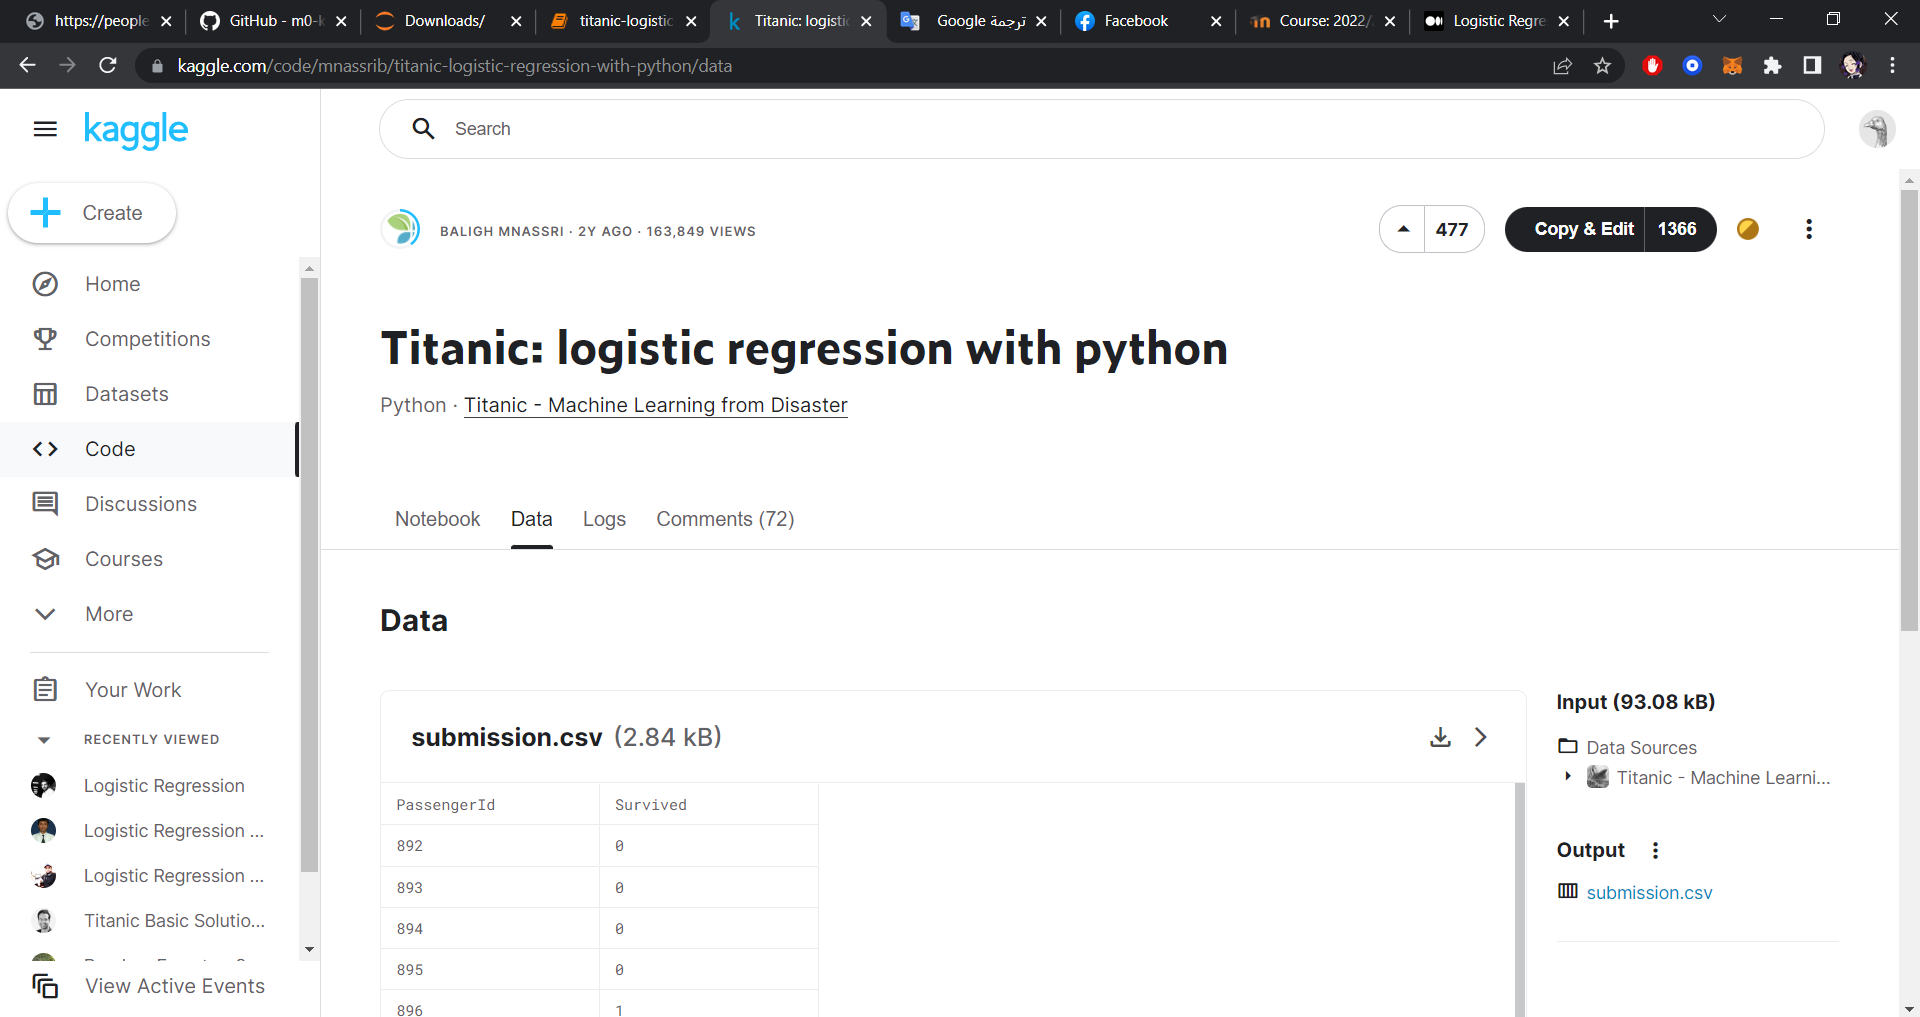 https://people
GitHub - m0-k
Downloads/
titanic-logistic
Titanic: logistic
ترجمة Google
Facebook
Course: 2022/
Logistic Regre
kaggle.com/code/mnassrib/titanic-logistic-regression-with-python/data
kaggle
Search
Create
Home
Competitions
Datasets
Code
Discussions
Courses
More
Your Work
RECENTLY VIEWED
Logistic Regression
Logistic Regression ...
Logistic Regression ...
Titanic Basic Solutio...
View Active Events
BALIGH MNASSRI · 2Y AGO · 163,849 VIEWS
477
Copy & Edit 1366
Titanic: logistic regression with python
Python · Titanic - Machine Learning from Disaster
Notebook Data Logs Comments (72)
Data
submission.csv (2.84 kB)
PassengerId Survived
892 0
893 0
894 0
895 0
896 1
Input (93.08 kB)
Data Sources
Titanic - Machine Learni...
Output
submission.csv